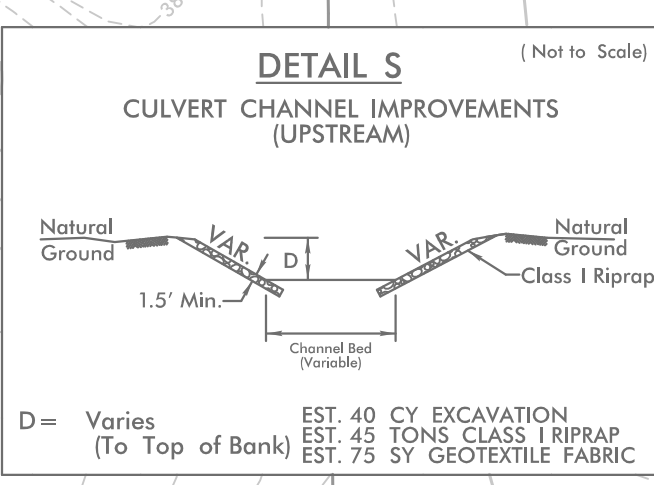 38
DETAIL S
( Not to Scale)
CULVERT CHANNEL IMPROVEMENTS
(UPSTREAM)
Natural
Ground
VAR.
D
VAR.
Natural
Ground
1.5' Min.
Class I Riprap
Channel Bed
(Variable)
D= Varies
(To Top of Bank)
EST. 40 CY EXCAVATION
EST. 45 TONS CLASS I RIPRAP
EST. 75 SY GEOTEXTILE FABRIC